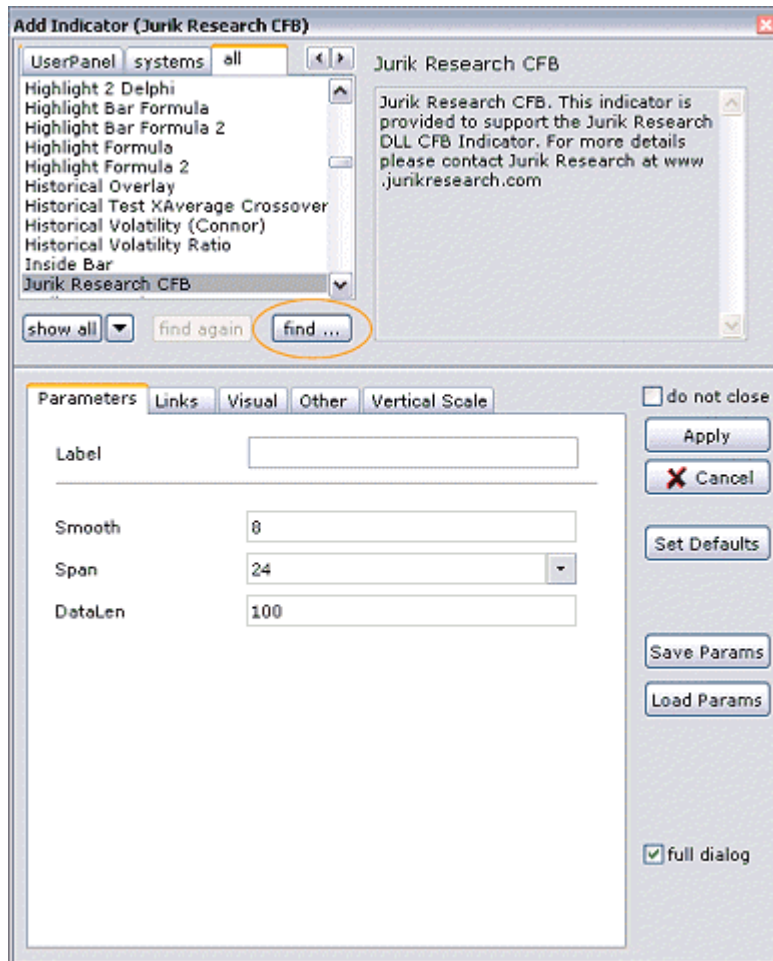 Add Indicator (Jurik Research CFB)
UserPanel systems all
Highlight 2 Delphi
Highlight Bar Formula
Highlight Bar Formula 2
Highlight Formula
Highlight Formula 2
Historical Overlay
Historical Test XAverage Crossover
Historical Volatility (Connor)
Historical Volatility Ratio
Inside Bar
Jurik Research CFB
show all find again find ...
Jurik Research CFB
Jurik Research CFB. This indicator is
provided to support the Jurik Research
DLL CFB Indicator. For more details
please contact Jurik Research at www
.jurikresearch.com
Parameters Links Visual Other Vertical Scale
Label
Smooth 8
Span 24
DataLen 100
do not close
Apply
Cancel
Set Defaults
Save Params
Load Params
full dialog